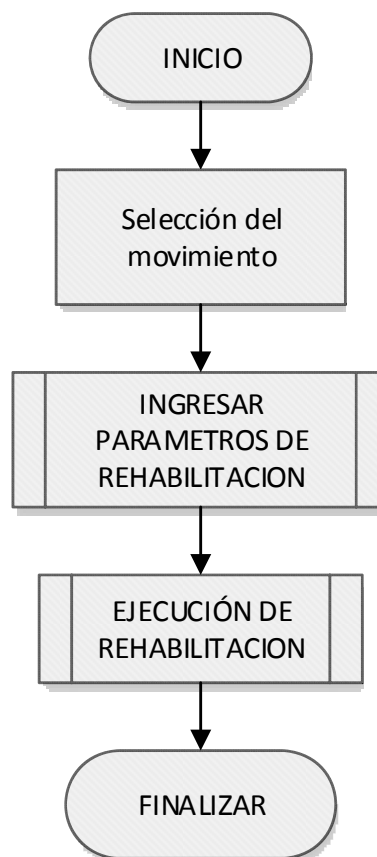 INICIO
Selección del
movimiento
INGRESAR
PARAMETROS DE
REHABILITACION
EJECUCIÓN DE
REHABILITACION
FINALIZAR